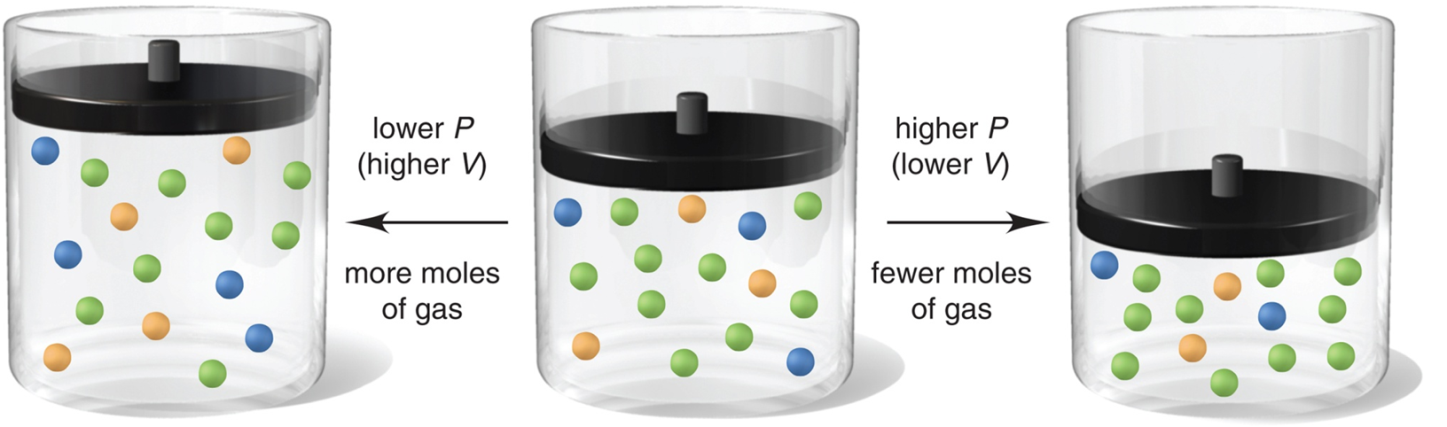 lower P
(higher V)
more moles
of gas
higher P
(lower V)
fewer moles
of gas